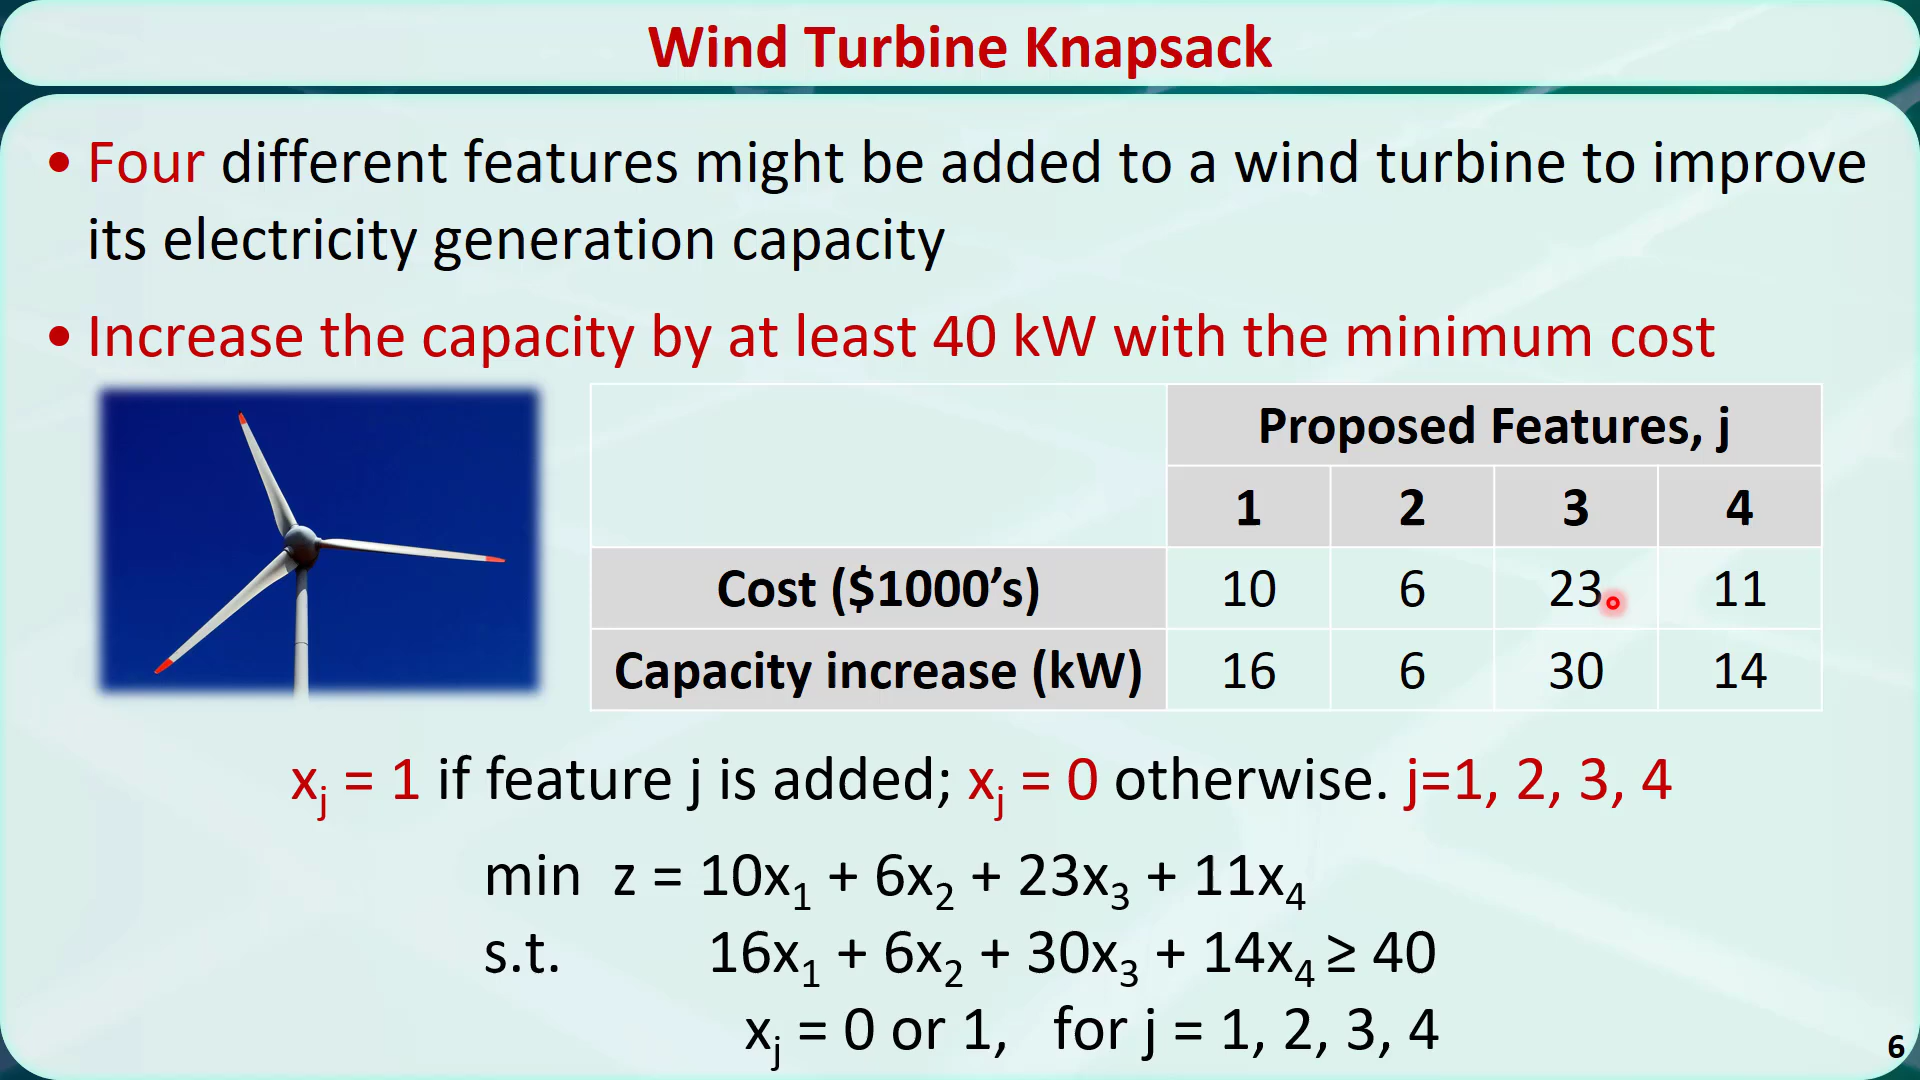 Wind Turbine Knapsack
• Four different features might be added to a wind turbine to improve
its electricity generation capacity
• Increase the capacity by at least 40 kW with the minimum cost
Proposed Features, j
1 2 3 4
Cost ($1000’s) 10 6 23 11
Capacity increase (kW) 16 6 30 14
xⱼ = 1 if feature j is added; xⱼ = 0 otherwise. j=1, 2, 3, 4
min z = 10x₁ + 6x₂ + 23x₃ + 11x₄
s.t. 16x₁ + 6x₂ + 30x₃ + 14x₄ ≥ 40
xⱼ = 0 or 1, for j = 1, 2, 3, 4
6